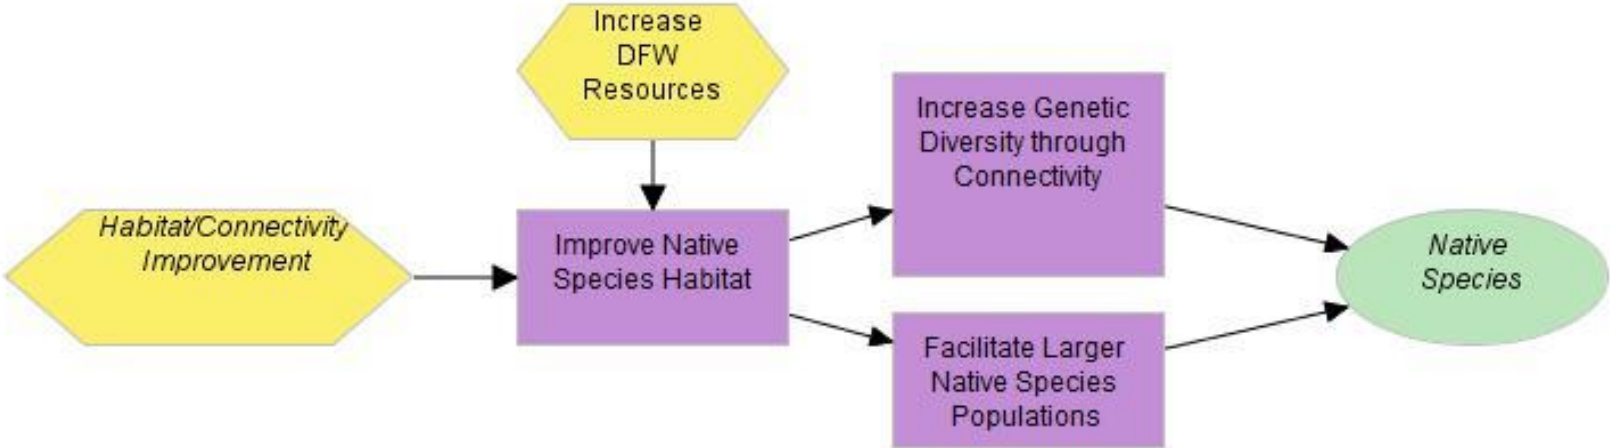 Increase
DFW
Resources
Habitat/Connectivity
Improvement
Improve Native
Species Habitat
Increase Genetic
Diversity through
Connectivity
Facilitate Larger
Native Species
Populations
Native
Species